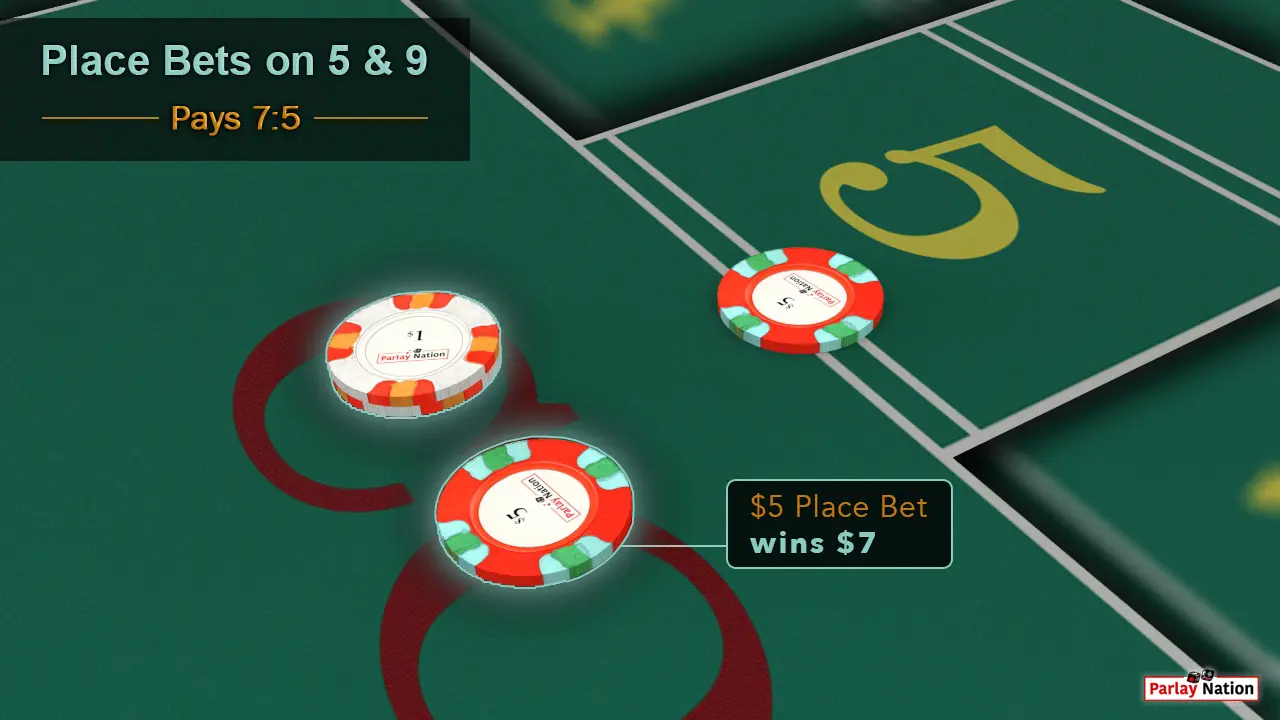 Place Bets on 5 & 9
Pays 7:5
5
$5
Parlay Nation
$1
Parlay Nation
$5
Parlay Nation
$5 Place Bet
wins $7
Parlay Nation